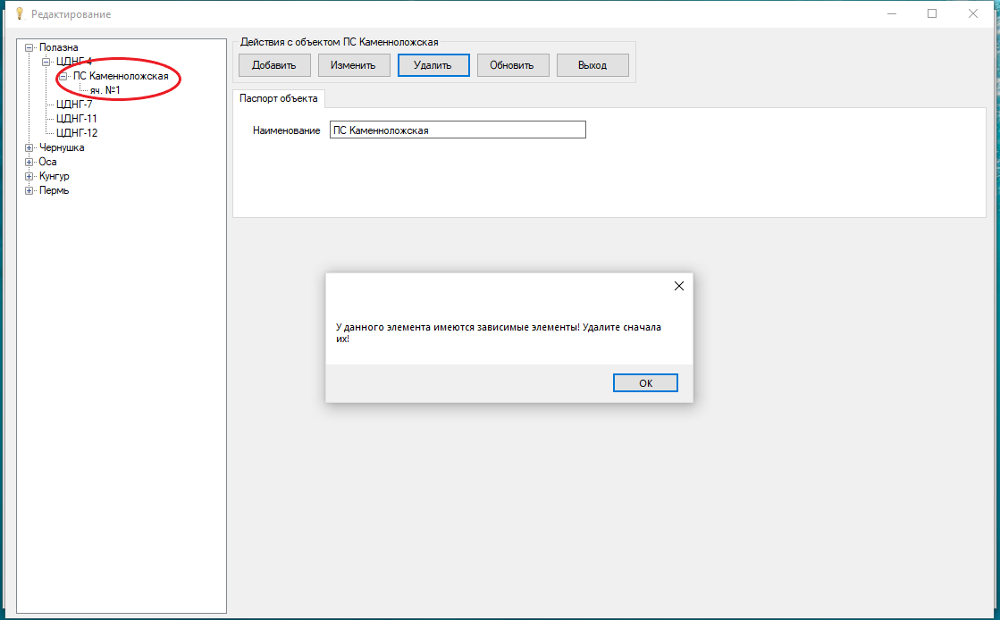 Редактирование
Полазна
ЦДНГ-4
ПС Каменноложская
яч. №1
ЦДНГ-7
ЦДНГ-11
ЦДНГ-12
Чернушка
Оса
Кунгур
Пермь
Действия с объектом ПС Каменноложская
Добавить Изменить Удалить Обновить Выход
Паспорт объекта
Наименование ПС Каменноложская
У данного элемента имеются зависимые элементы! Удалите сначала
их!
ОК